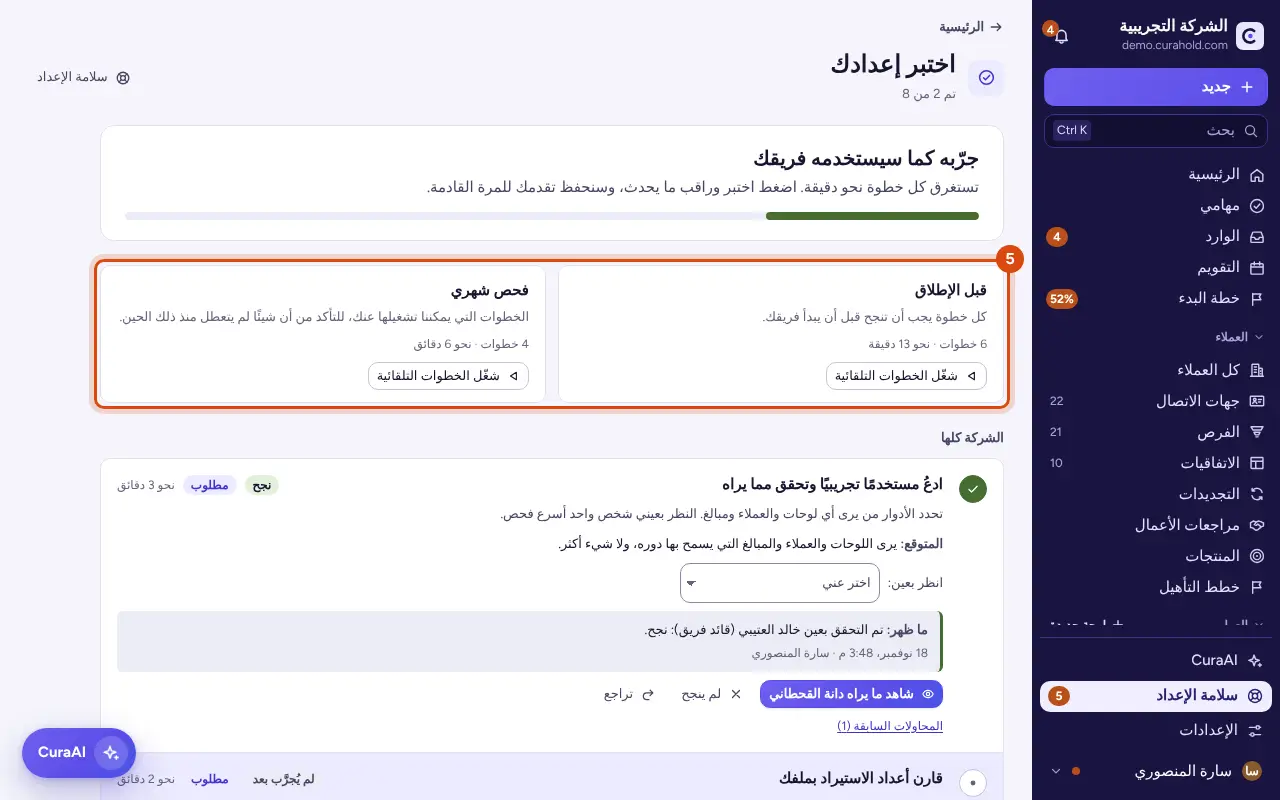 الشركة التجريبية
demo.curahold.com
4
جديد
بحث
Ctrl K
الرئيسية
مهامي
الوارد
4
التقويم
خطة البدء
52%
العملاء
كل العملاء
جهات الاتصال
22
الفرص
21
الاتفاقيات
10
التجديدات
مراجعات الأعمال
المنتجات
خطط التأهيل
CuraAI
سلامة الإعداد
5
الإعدادات
سا
سارة المنصوري
الرئيسية
اختبر إعدادك
تم 2 من 8
سلامة الإعداد
جرّبه كما سيستخدمه فريقك
تستغرق كل خطوة نحو دقيقة. اضغط اختبر وراقب ما يحدث، وسنحفظ تقدمك للمرة القادمة.
5
قبل الإطلاق
كل خطوة يجب أن تنجح قبل أن يبدأ فريقك.
6 خطوات · نحو 13 دقيقة
شغّل الخطوات التلقائية
فحص شهري
الخطوات التي يمكننا تشغيلها عنك، للتأكد من أن شيئًا لم يتعطل منذ ذلك الحين.
4 خطوات · نحو 6 دقائق
شغّل الخطوات التلقائية
الشركة كلها
ادعُ مستخدمًا تجريبيًا وتحقق مما يراه
نجح
مطلوب
نحو 3 دقائق
تحدد الأدوار من يرى أي لوحات والعملاء ومبالغ. النظر بعيني شخص واحد أسرع فحص.
المتوقع: يرى اللوحات والعملاء والمبالغ التي يسمح بها دوره، ولا شيء أكثر.
انظر بعين:
اختر عني
ما ظهر: تم التحقق بعين خالد العتيبي (قائد فريق): نجح.
18 نوفمبر، 3:48 م · سارة المنصوري
شاهد ما يراه دانة القحطاني
لم ينجح
تراجع
المحاولات السابقة (1)
قارن أعداد الاستيراد بملفك
لم يُجرَّب بعد
مطلوب
نحو 2 دقائق
CuraAI